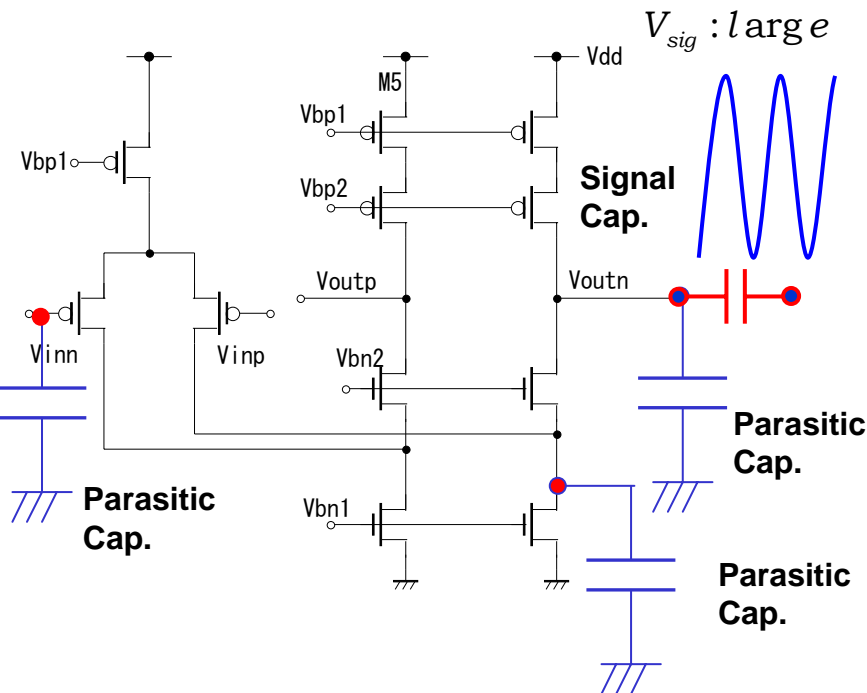 V_sig : large
Vdd
M5
Vbp1
Vbp1
Vbp2
Signal
Cap.
Voutp
Voutn
Vinn
Vinp
Vbn2
Parasitic
Cap.
Parasitic
Cap.
Vbn1
Parasitic
Cap.